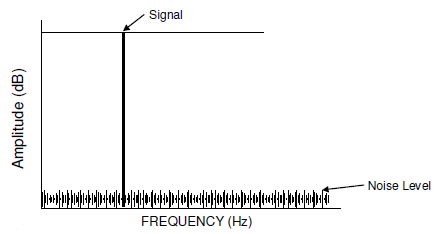 Signal
Amplitude (dB)
Noise Level
FREQUENCY (Hz)